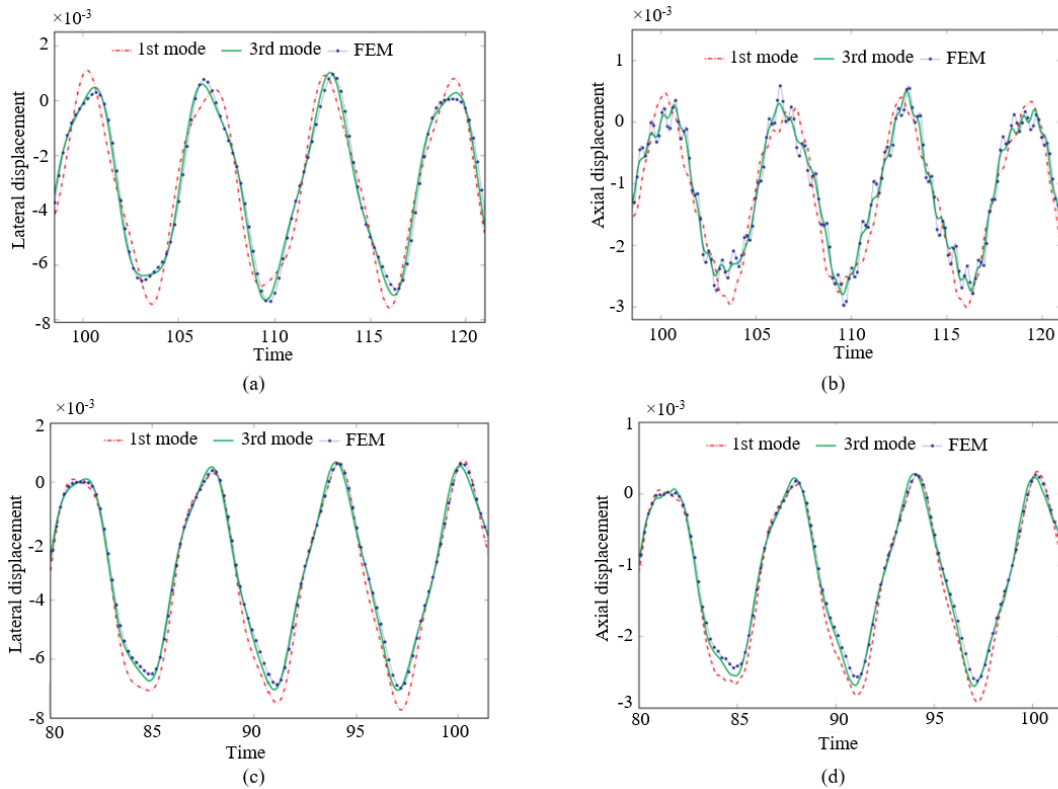 ×10-3
2
1st mode 3rd mode FEM
0
-2
-4
-6
-8
Lateral displacement
100 105 110 115 120
Time
(a)
×10-3
1
1st mode 3rd mode FEM
0
-1
-2
-3
Axial displacement
100 105 110 115 120
Time
(b)
×10-3
2
1st mode 3rd mode FEM
0
-2
-4
-6
-8
Lateral displacement
80 85 90 95 100
Time
(c)
×10-3
1
1st mode 3rd mode FEM
0
-1
-2
-3
Axial displacement
80 85 90 95 100
Time
(d)